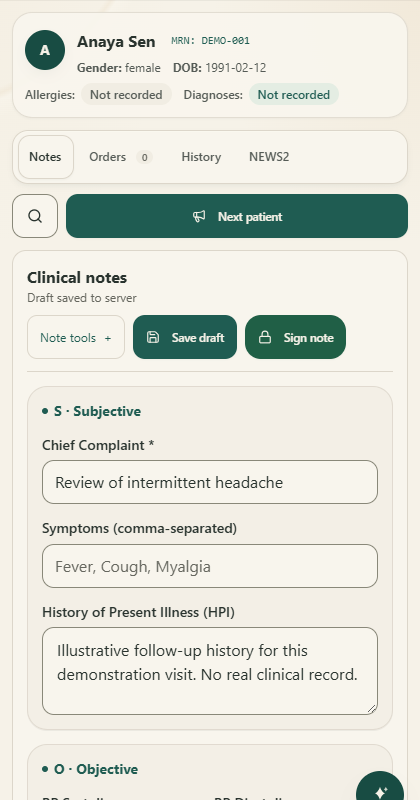 A
Anaya Sen MRN: DEMO-001
Gender: female DOB: 1991-02-12
Allergies: Not recorded Diagnoses: Not recorded
Notes Orders 0 History NEWS2
Next patient
Clinical notes
Draft saved to server
Note tools + Save draft Sign note
S · Subjective
Chief Complaint *
Review of intermittent headache
Symptoms (comma-separated)
Fever, Cough, Myalgia
History of Present Illness (HPI)
Illustrative follow-up history for this
demonstration visit. No real clinical record.
O · Objective